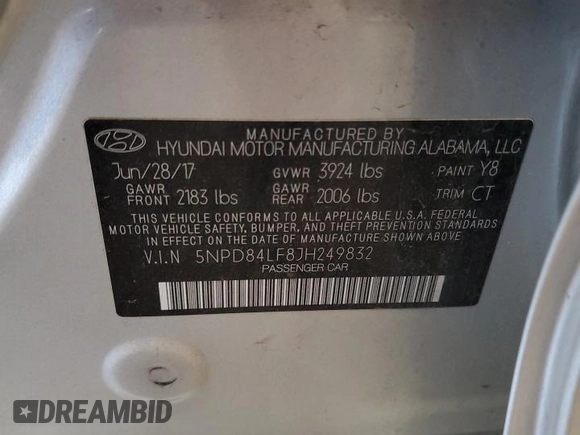 MANUFACTURED BY
HYUNDAI MOTOR MANUFACTURING ALABAMA, LLC
Jun/28/17 GVWR 3924 lbs PAINT Y8
GAWR FRONT 2183 lbs GAWR REAR 2006 lbs TRIM CT
THIS VEHICLE CONFORMS TO ALL APPLICABLE U.S.A. FEDERAL
MOTOR VEHICLE SAFETY, BUMPER, AND THEFT PREVENTION STANDARDS
IN EFFECT ON THE DATE OF MANUFACTURE SHOWN ABOVE.
V.I.N 5NPD84LF8JH249832
PASSENGER CAR
DREAMBID